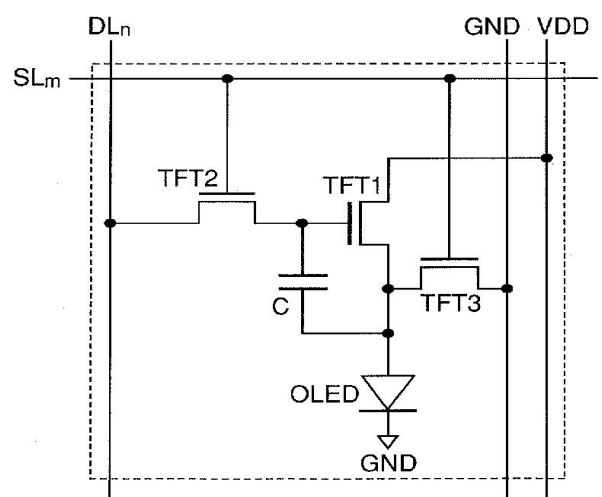 DLn GND VDD
SLm
TFT2 TFT1
TFT3
C
OLED
GND